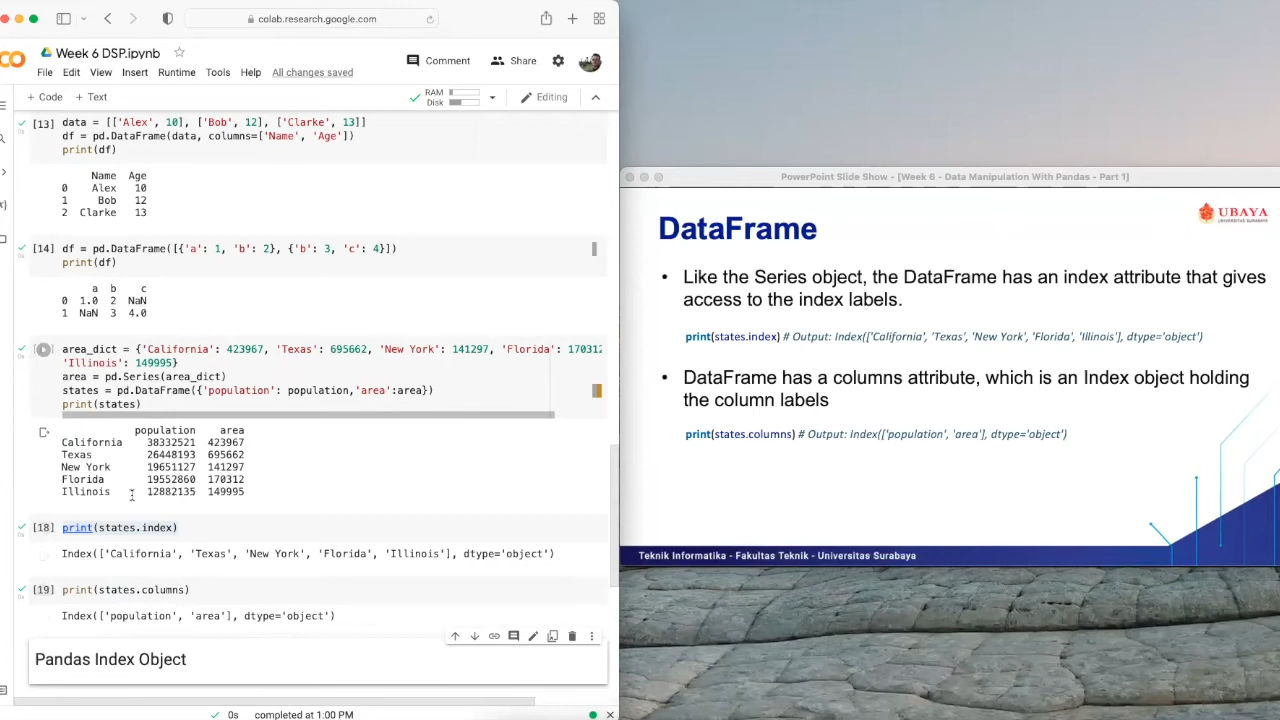 colab.research.google.com
Week 6 DSP.ipynb
Comment
Share
File Edit View Insert Runtime Tools Help All changes saved
+ Code + Text
RAM
Disk
Editing
[13] data = [['Alex', 10], ['Bob', 12], ['Clarke', 13]]
df = pd.DataFrame(data, columns=['Name', 'Age'])
print(df)
Name Age
0 Alex 10
1 Bob 12
2 Clarke 13
[14] df = pd.DataFrame([{'a': 1, 'b': 2}, {'b': 3, 'c': 4}])
print(df)
a b c
0 1.0 2 NaN
1 NaN 3 4.0
area_dict = {'California': 423967, 'Texas': 695662, 'New York': 141297, 'Florida': 170312
'Illinois': 149995}
area = pd.Series(area_dict)
states = pd.DataFrame({'population': population,'area':area})
print(states)
population area
California 38332521 423967
Texas 26448193 695662
New York 19651127 141297
Florida 19552860 170312
Illinois 12882135 149995
[18] print(states.index)
Index(['California', 'Texas', 'New York', 'Florida', 'Illinois'], dtype='object')
[19] print(states.columns)
Index(['population', 'area'], dtype='object')
Pandas Index Object
0s completed at 1:00 PM
PowerPoint Slide Show - [Week 6 - Data Manipulation With Pandas - Part 1]
UBAYA
UNIVERSITAS SURABAYA
DataFrame
• Like the Series object, the DataFrame has an index attribute that gives
access to the index labels.
print(states.index) # Output: Index(['California', 'Texas', 'New York', 'Florida', 'Illinois'], dtype='object')
• DataFrame has a columns attribute, which is an Index object holding
the column labels
print(states.columns) # Output: Index(['population', 'area'], dtype='object')
Teknik Informatika - Fakultas Teknik - Universitas Surabaya